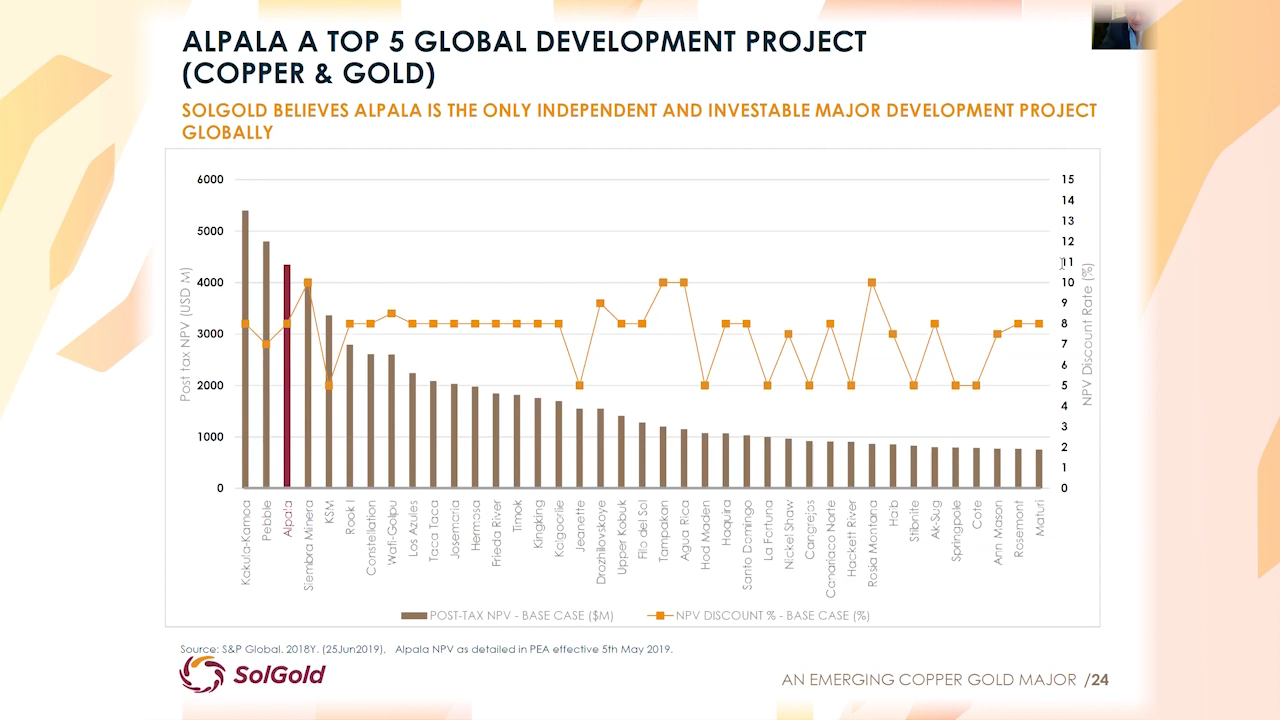 ALPALA A TOP 5 GLOBAL DEVELOPMENT PROJECT
(COPPER & GOLD)
SOLGOLD BELIEVES ALPALA IS THE ONLY INDEPENDENT AND INVESTABLE MAJOR DEVELOPMENT PROJECT
GLOBALLY
Post tax NPV (USD M)
6000
5000
4000
3000
2000
1000
0
15
14
13
12
11
10
9
8
7
6
5
4
3
2
1
0
NPV Discount Rate (%)
Kakula-Kamoa
Pebble
Alpala
Siembra Minera
KSM
Rook I
Constellation
Wafi-Golpu
Los Azules
Taca Taca
Josemaria
Hermosa
Frieda River
Timok
Kingking
Kalgoorlie
Jeanette
Drozhilovskoye
Upper Kobuk
Filo del Sol
Tampakan
Agua Rica
Hod Maden
Haquira
Santo Domingo
La Fortuna
Nickel Shaw
Cangrejos
Canariaco Norte
Hackett River
Rosia Montana
Haib
Stibnite
Ak-Sug
Springpole
Cote
Ann Mason
Rosemont
Maturi
POST-TAX NPV - BASE CASE ($M)
NPV DISCOUNT % - BASE CASE (%)
Source: S&P Global. 2018Y. (25Jun2019). Alpala NPV as detailed in PEA effective 5th May 2019.
SolGold
AN EMERGING COPPER GOLD MAJOR /24